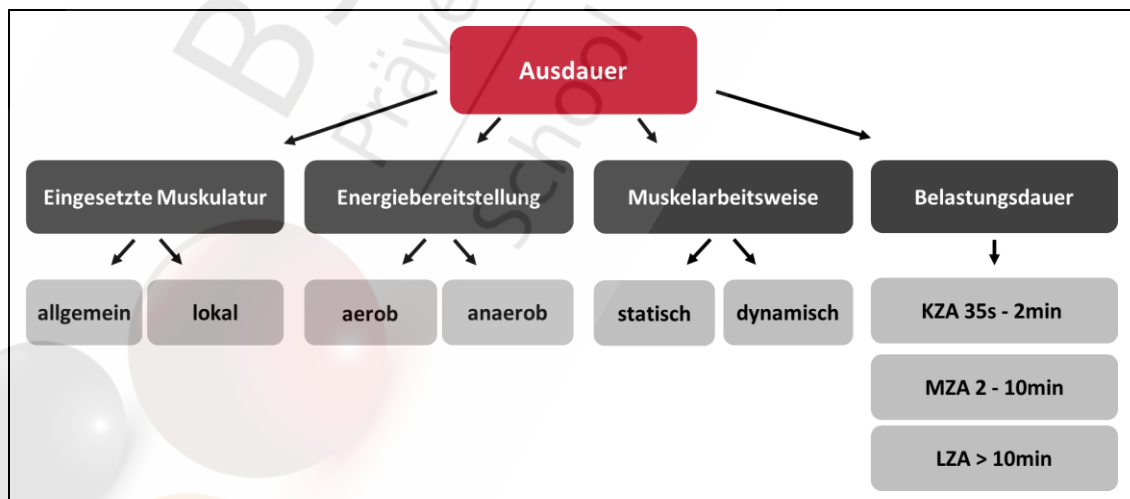 Ausdauer
Eingesetzte Muskulatur
Energiebereitstellung
Muskelarbeitsweise
Belastungsdauer
allgemein
lokal
aerob
anaerob
statisch
dynamisch
KZA 35s - 2min
MZA 2 - 10min
LZA > 10min
school